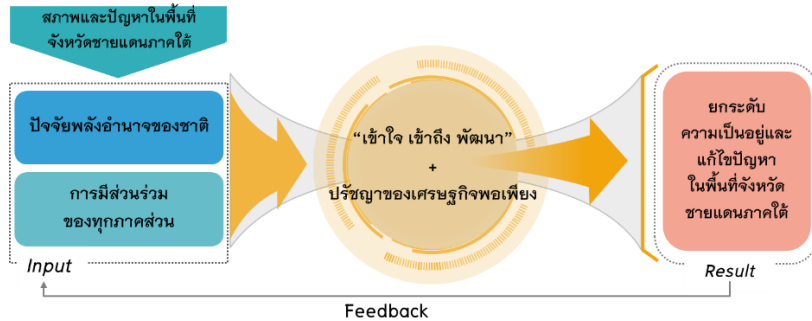 สภาพและปัญหาในพื้นที่
จังหวัดชายแดนภาคใต้
ปัจจัยพลังอำนาจของชาติ
การมีส่วนร่วม
ของทุกภาคส่วน
Input
“เข้าใจ เข้าถึง พัฒนา”
+
ปรัชญาของเศรษฐกิจพอเพียง
ยกระดับ
ความเป็นอยู่และ
แก้ไขปัญหา
ในพื้นที่จังหวัด
ชายแดนภาคใต้
Result
Feedback